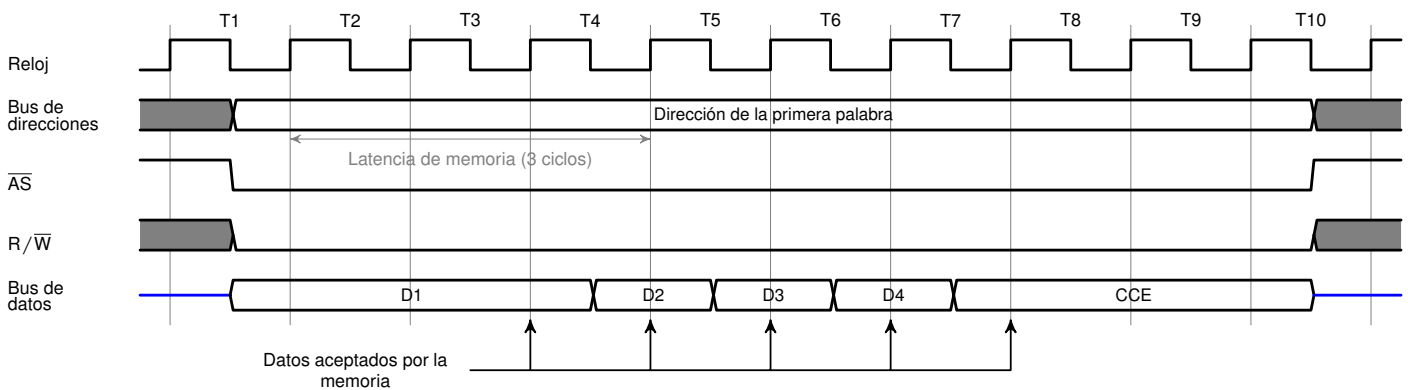 T1 T2 T3 T4 T5 T6 T7 T8 T9 T10
Reloj
Bus de
direcciones
Dirección de la primera palabra
Latencia de memoria (3 ciclos)
A̅S̅
R/W̅
Bus de
datos
D1 D2 D3 D4 CCE
Datos aceptados por la
memoria